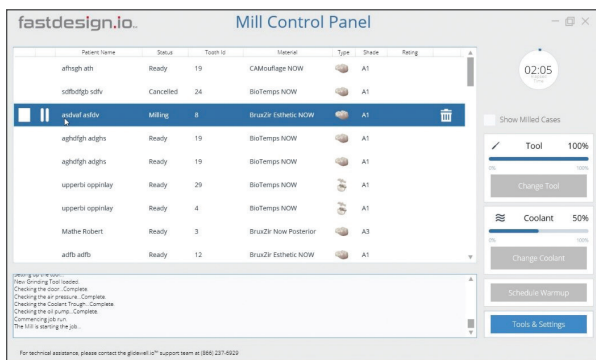 fastdesign.io™
Mill Control Panel
Patient Name Status Tooth Id Material Type Shade Rating
afhsgh ath Ready 19 CAMouflage NOW A1
sdfbdfgb sdfv Cancelled 24 BioTemps NOW A1
asdvaf asfdv Milling 8 BruxZir Esthetic NOW A1
aghdfgh adghs Ready 19 BioTemps NOW A1
aghdfgh adghs Ready 19 BioTemps NOW A1
upperbi oppinlay Ready 29 BioTemps NOW A1
upperbi oppinlay Ready 4 BioTemps NOW A1
Mathe Robert Ready 3 BruxZir Now Posterior A3
adfb adfb Ready 12 BruxZir Esthetic NOW A1
02:05
Show Milled Cases
Tool 100%
0% 100%
Change Tool
Coolant 50%
0% 100%
Change Coolant
Schedule Warmup
Tools & Settings
Setting up the tool...
New Grinding Tool loaded.
Checking the door...Complete.
Checking the air pressure...Complete.
Checking the Coolant Trough...Complete.
Checking the oil pump...Complete.
Commencing job run.
The Mill is starting the job...
For technical assistance, please contact the glidewell.io™ support team at (866) 237-6929